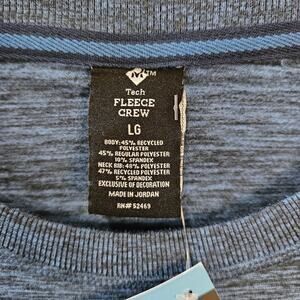 TM
Tech
FLEECE
CREW
LG
BODY: 45% RECYCLED
POLYESTER
45% REGULAR POLYESTER
10% SPANDEX
NECK RIB: 48% POLYESTER
47% RECYCLED POLYESTER
5% SPANDEX
EXCLUSIVE OF DECORATION
MADE IN JORDAN
RN# 52469